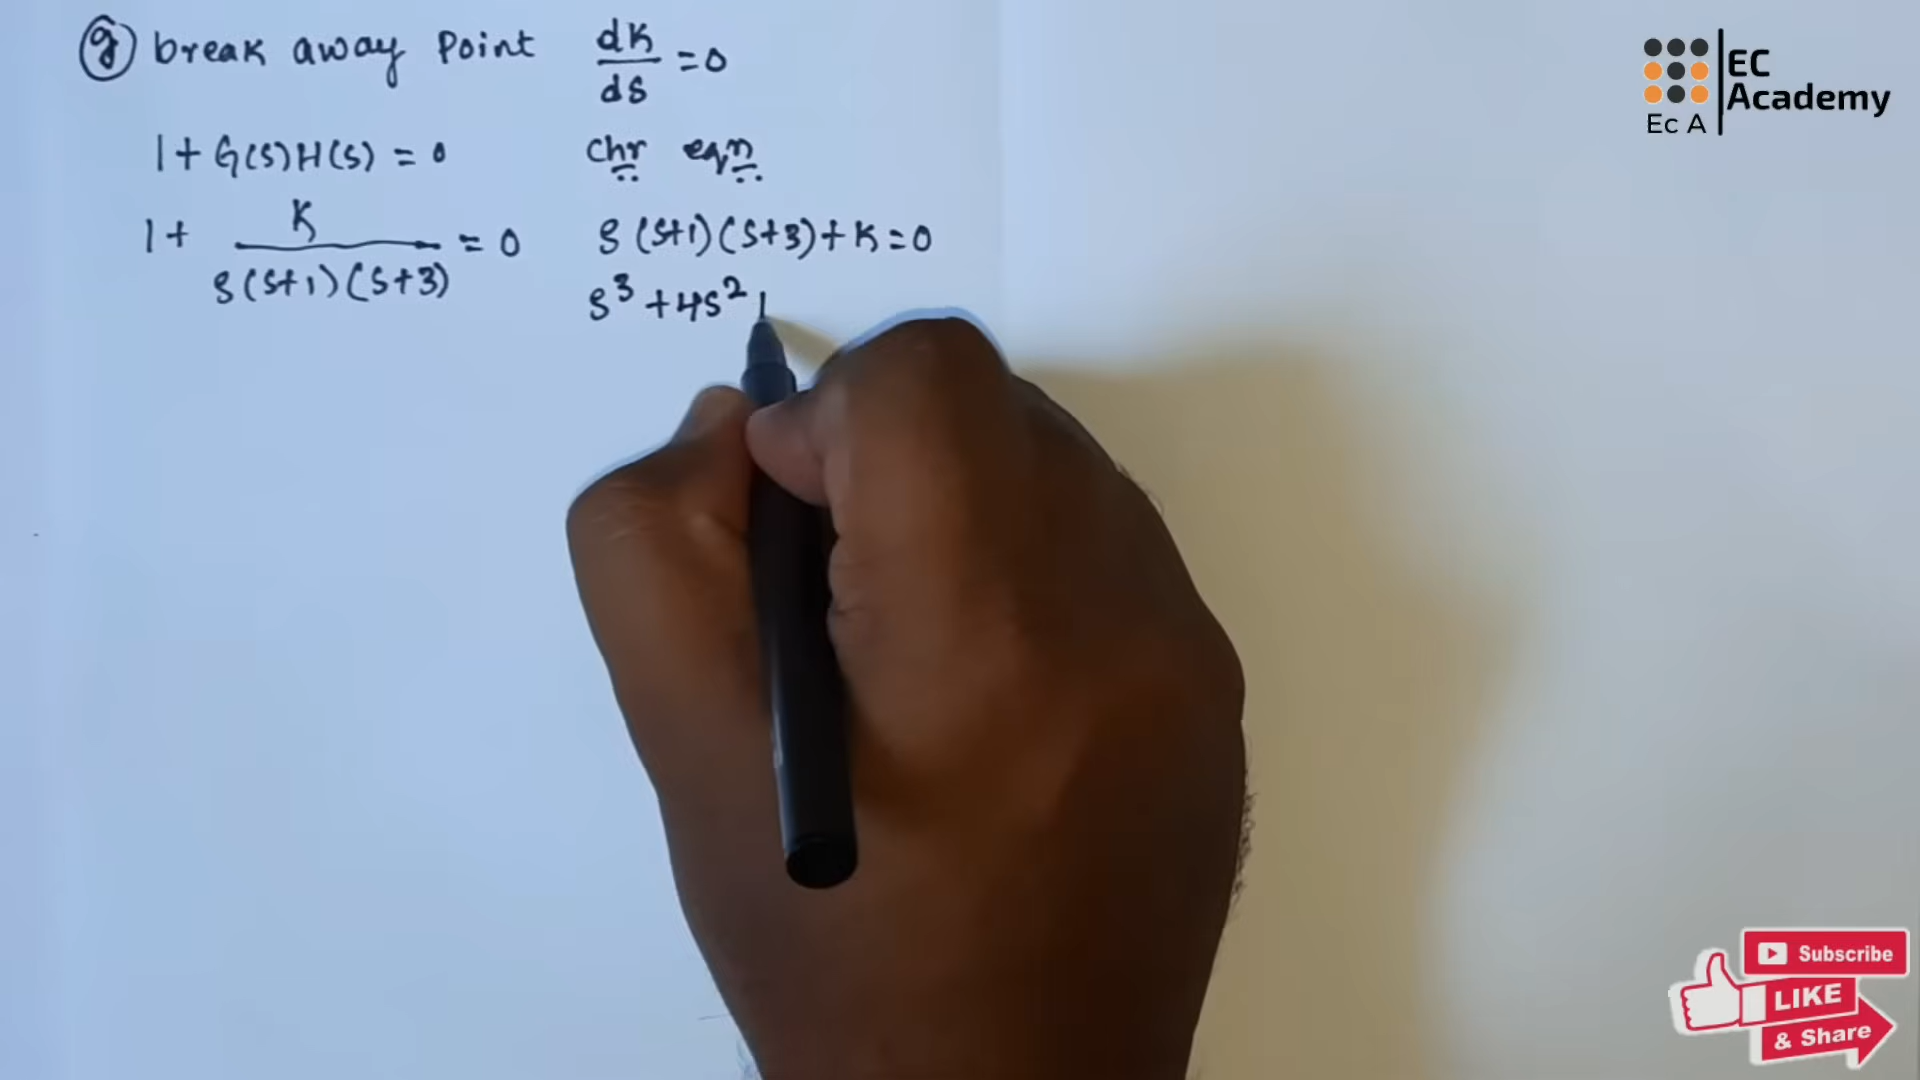 g break away Point dK/dS = 0
1 + G(S)H(S) = 0 Chr eqn
1 + K/S(S+1)(S+3) = 0 S(S+1)(S+3)+K=0
S³ + 4S²
EC
Academy
Ec A
Subscribe
LIKE
& Share